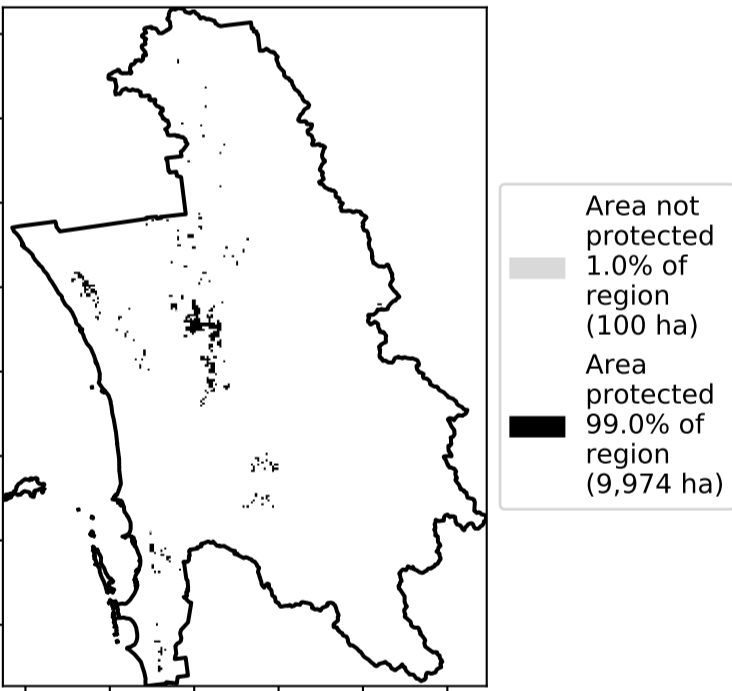 Area not
protected
1.0% of
region
(100 ha)
Area
protected
99.0% of
region
(9,974 ha)